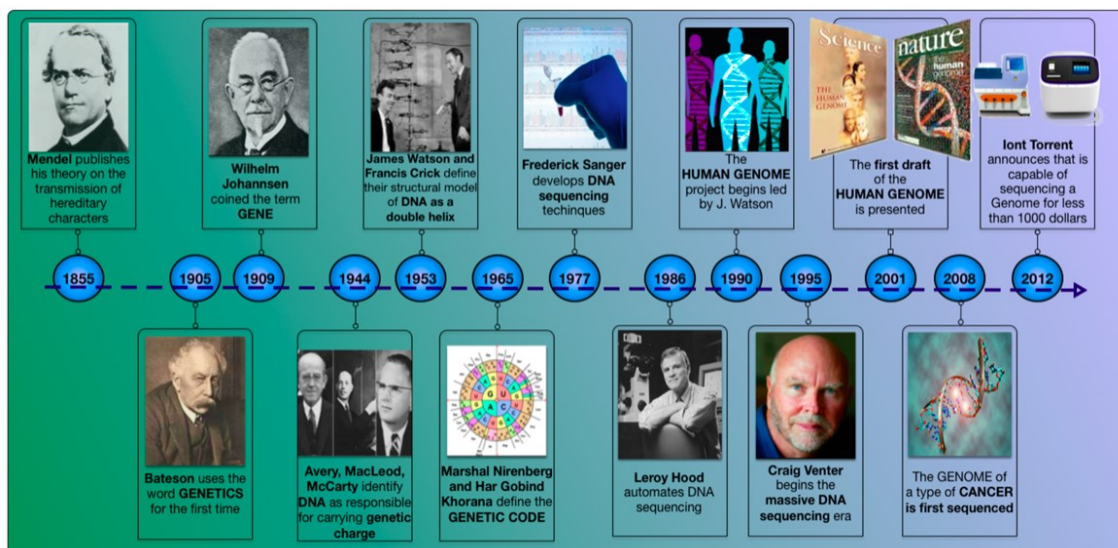 Mendel publishes
his theory on the
transmission of
hereditary
characters
Wilhelm
Johannsen
coined the term
GENE
James Watson and
Francis Crick define
their structural model
of DNA as a
double helix
Frederick Sanger
develops DNA
sequencing
techinques
The
HUMAN GENOME
project begins led
by J. Watson
Science
THE
HUMAN
GENOME
nature
the
human
genome
The first draft
of the
HUMAN GENOME
is presented
Iont Torrent
announces that is
capable of
sequencing a
Genome for less
than 1000 dollars
1855
1905
1909
1944
1953
1965
1977
1986
1990
1995
2001
2008
2012
Bateson uses the
word GENETICS
for the first time
Avery, MacLeod,
McCarty identify
DNA as responsible
for carrying genetic
charge
G U
A C
Marshal Nirenberg
and Har Gobind
Khorana define the
GENETIC CODE
Leroy Hood
automates DNA
sequencing
Craig Venter
begins the
massive DNA
sequencing era
The GENOME of
a type of CANCER
is first sequenced